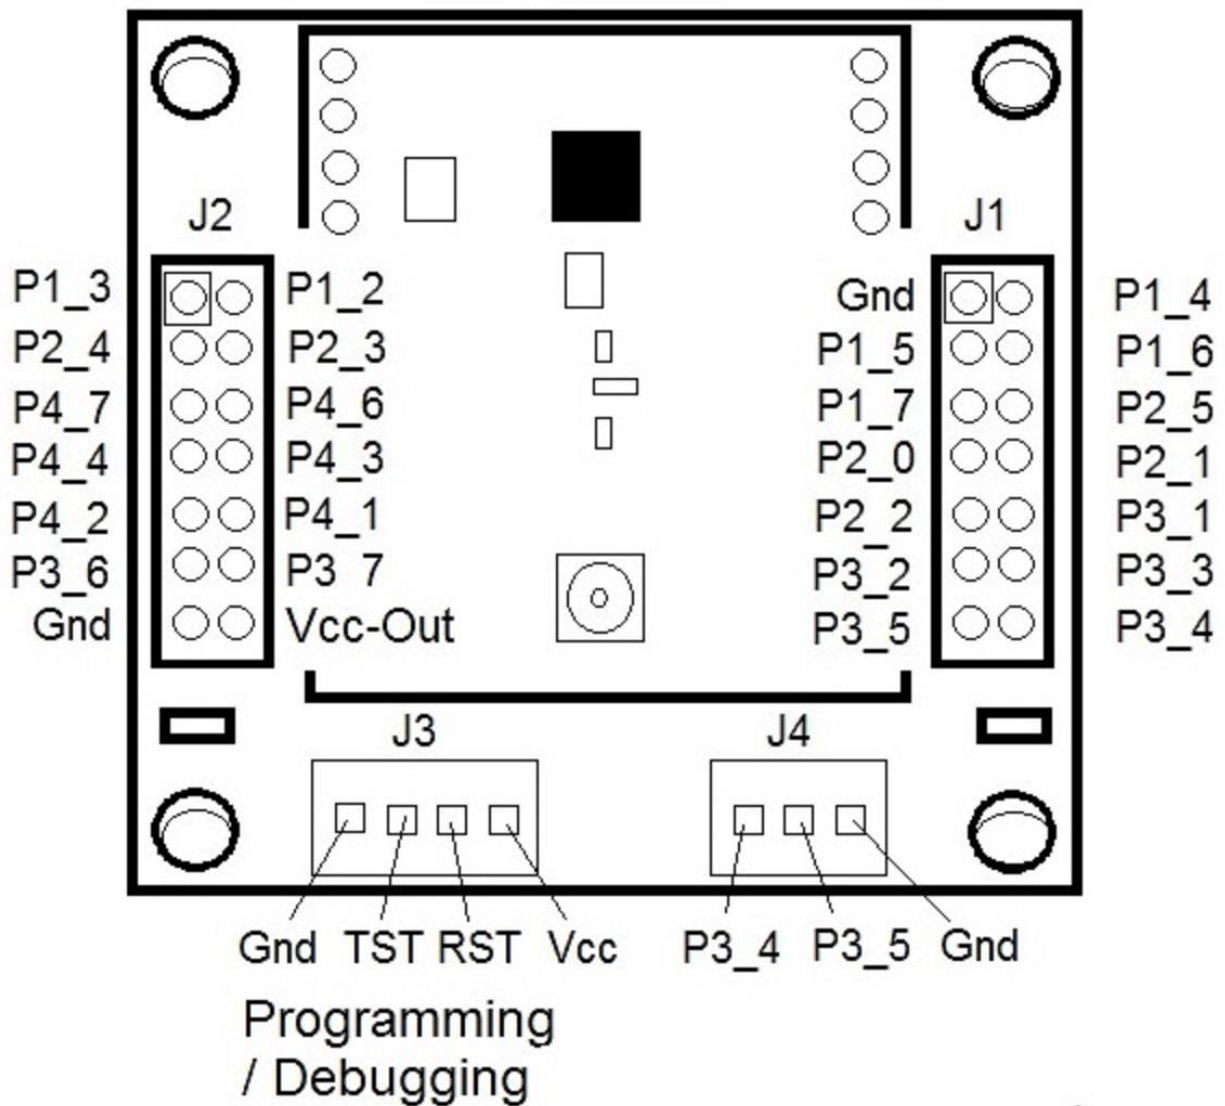 J2 J1
P1_3 P1_2 Gnd P1_4
P2_4 P2_3 P1_5 P1_6
P4_7 P4_6 P1_7 P2_5
P4_4 P4_3 P2_0 P2_1
P4_2 P4_1 P2_2 P3_1
P3_6 P3_7 P3_2 P3_3
Gnd Vcc-Out P3_5 P3_4
J3 J4
Gnd TST RST Vcc P3_4 P3_5 Gnd
Programming
/ Debugging